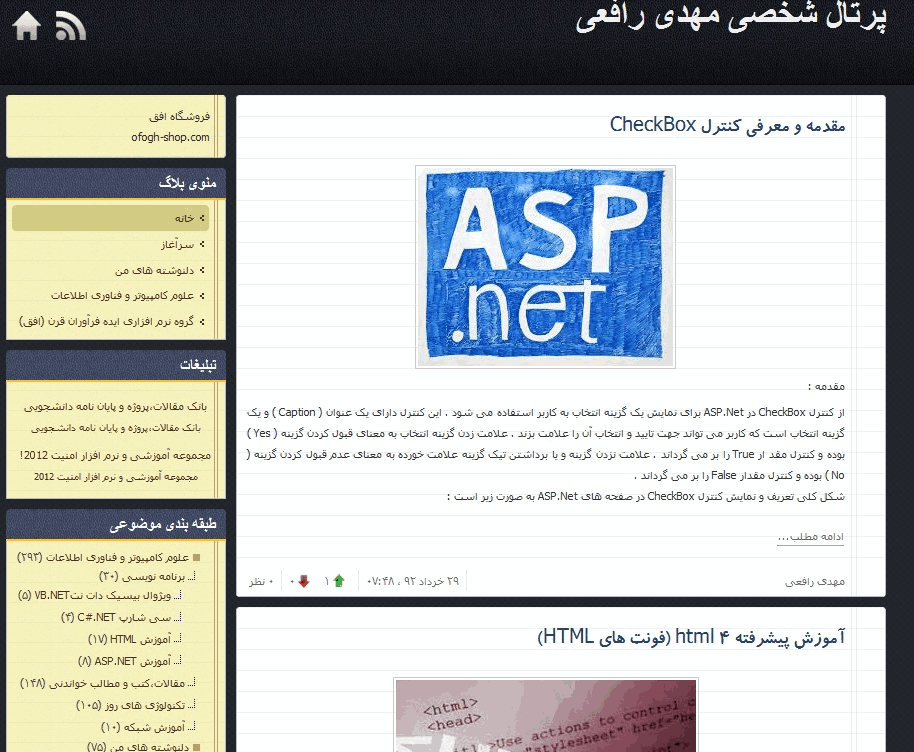 پرتال شخصی مهدی رافعی
مقدمه و معرفی کنترل CheckBox
ASP
.net
مقدمه :
از کنترل CheckBox در ASP.Net برای نمایش یک گزینه انتخاب به کاربر استفاده می شود . این کنترل دارای یک عنوان ( Caption ) و یک
گزینه انتخاب است که کاربر می تواند جهت تایید و انتخاب آن را علامت بزند . علامت زدن گزینه انتخاب به معنای قبول کردن گزینه ( Yes )
بوده و کنترل مقد ار True را بر می گرداند . علامت نزدن گزینه و یا برداشتن تیک گزینه علامت خورده به معنای عدم قبول کردن گزینه (
No ) بوده و کنترل مقدار False را بر می گرداند .
شکل کلی تعریف و نمایش کنترل CheckBox در صفحه های ASP.Net به صورت زیر است :
ادامه مطلب...
مهدی رافعی
۲۹ خرداد ۹۲ ، ۰۷:۴۸
۱
۰
۰ نظر
آموزش پیشرفته html ۴ (فونت های HTML)
<html>
<head>
"stylesheet" href="he
فروشگاه افق
ofogh-shop.com
منوی بلاگ
خانه
سرآغاز
دلنوشته های من
علوم کامپیوتر و فناوری اطلاعات
گروه نرم افزاری ایده فرآوران قرن (افق)
تبلیغات
بانک مقالات،پروژه و پایان نامه دانشجویی
بانک مقالات،پروژه و پایان نامه دانشجویی
مجموعه آموزشی و نرم افزار امنیت 2012!
مجموعه آموزشی و نرم افزار امنیت 2012
طبقه بندی موضوعی
علوم کامپیوتر و فناوری اطلاعات (۲۹۳)
برنامه نویسی (۳۰)
ویژوال بیسیک دات نتVB.NET (۵)
سی شارپ C#.NET (۴)
آموزش HTML (۱۷)
آموزش ASP.NET (۸)
مقالات،کتب و مطالب خواندنی (۱۴۸)
تکنولوژی های روز (۱۰۵)
آموزش شبکه (۱۰)
دلنوشته های من (۷۵)